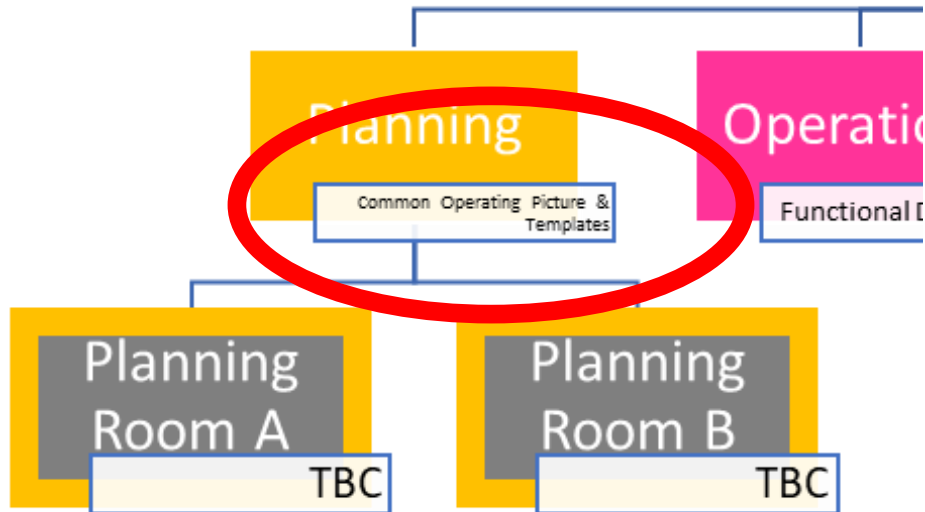 Planning
Operatio
Common Operating Picture &
Templates
Functional D
Planning
Room A
TBC
Planning
Room B
TBC